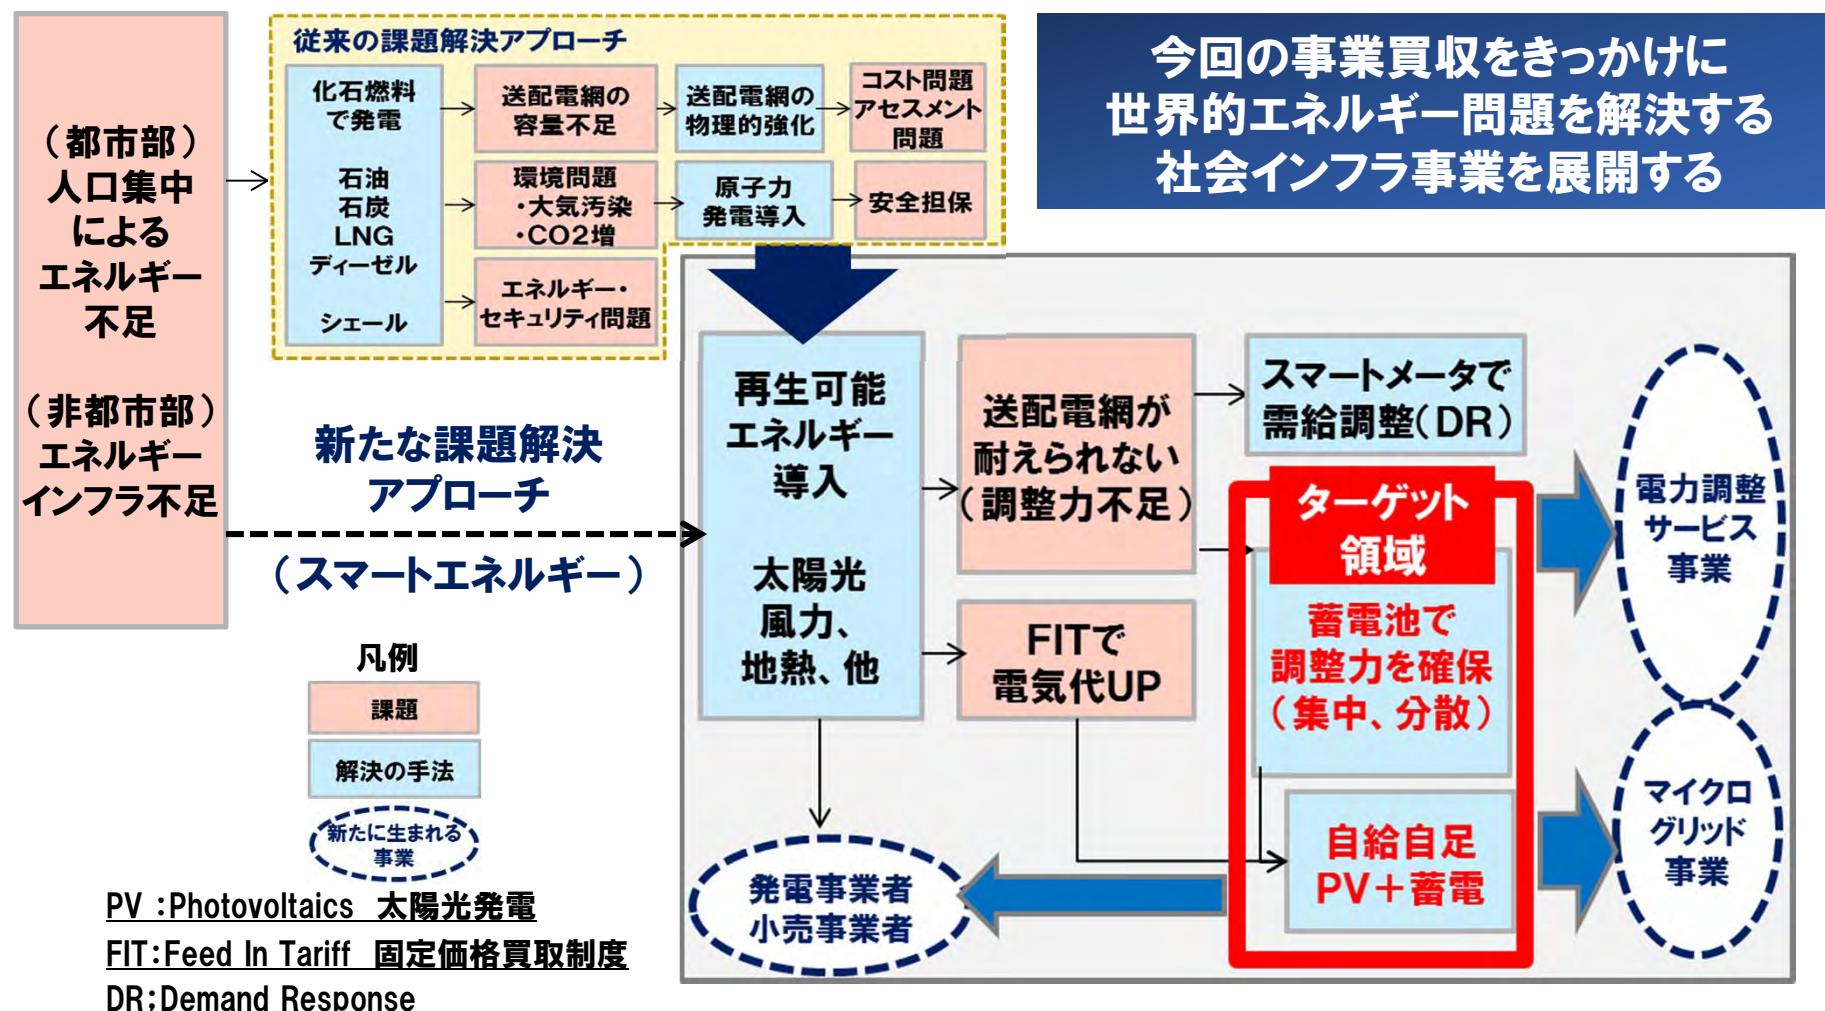 今回の事業買収をきっかけに
世界的エネルギー問題を解決する
社会インフラ事業を展開する
（都市部）
人口集中
による
エネルギー
不足
（非都市部）
エネルギー
インフラ不足
従来の課題解決アプローチ
化石燃料
で発電
石油
石炭
LNG
ディーゼル
シェール
送配電網の
容量不足
送配電網の
物理的強化
コスト問題
アセスメント
問題
環境問題
・大気汚染
・CO2増
原子力
発電導入
安全担保
エネルギー・
セキュリティ問題
新たな課題解決
アプローチ
（スマートエネルギー）
再生可能
エネルギー
導入
太陽光
風力、
地熱、他
送配電網が
耐えられない
（調整力不足）
FITで
電気代UP
スマートメータで
需給調整（DR）
ターゲット
領域
蓄電池で
調整力を確保
（集中、分散）
自給自足
PV＋蓄電
電力調整
サービス
事業
マイクロ
グリッド
事業
発電事業者
小売事業者
凡例
課題
解決の手法
新たに生まれる
事業
PV ：Photovoltaics 太陽光発電
FIT：Feed In Tariff 固定価格買取制度
DR；Demand Response